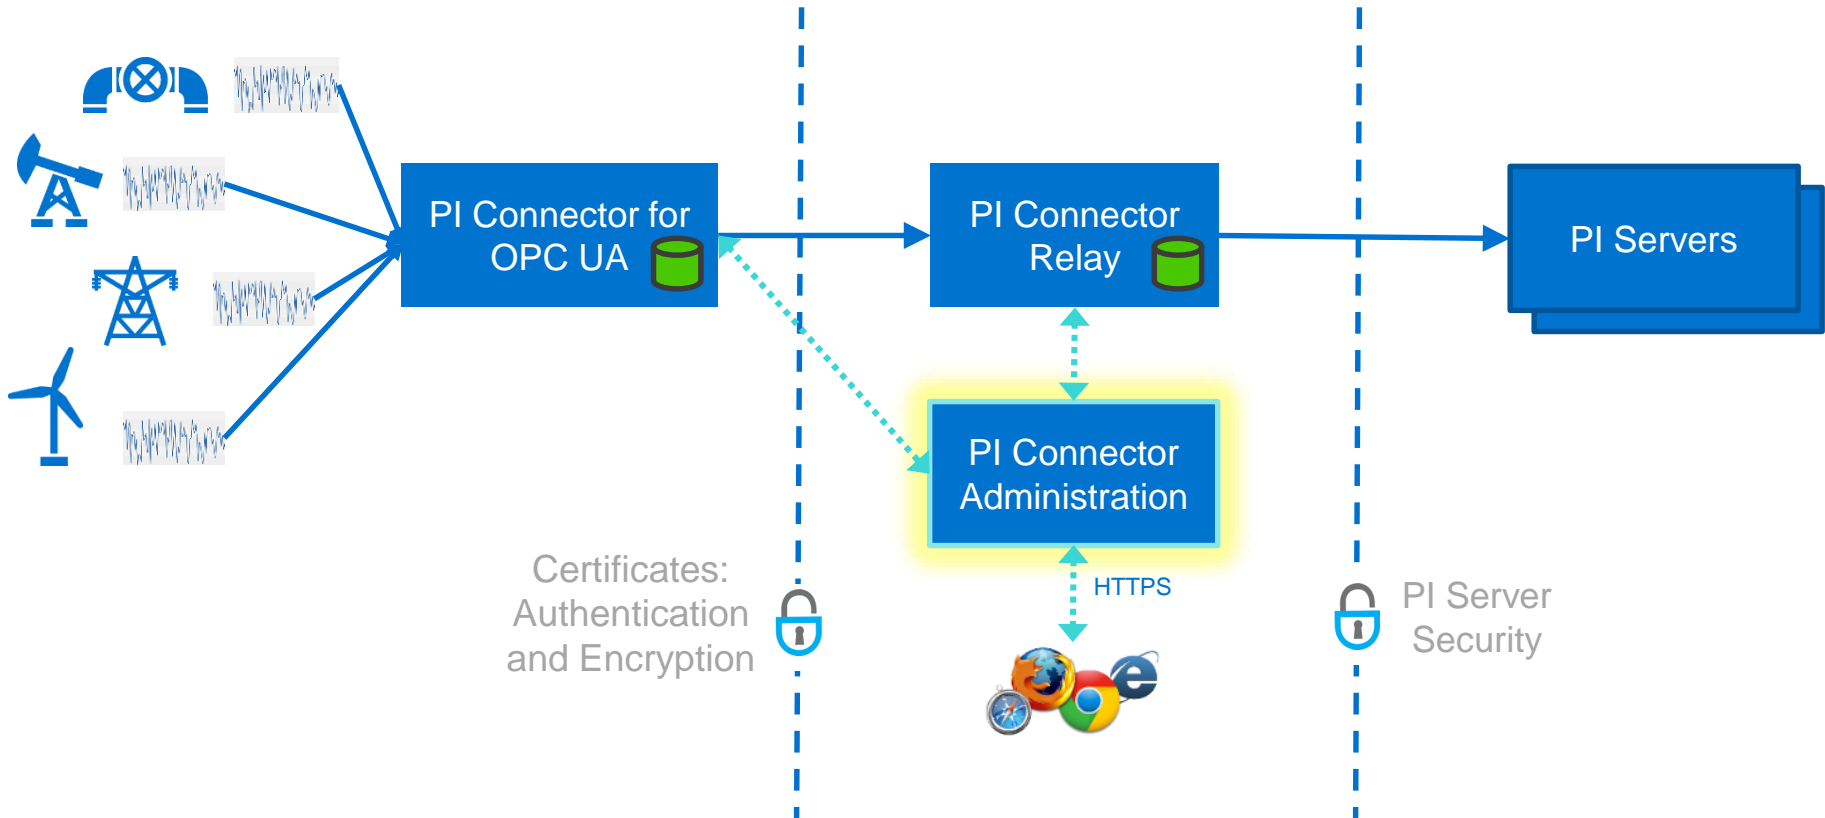 PI Connector for
OPC UA
PI Connector
Relay
PI Servers
PI Connector
Administration
HTTPS
Certificates:
Authentication
and Encryption
PI Server
Security